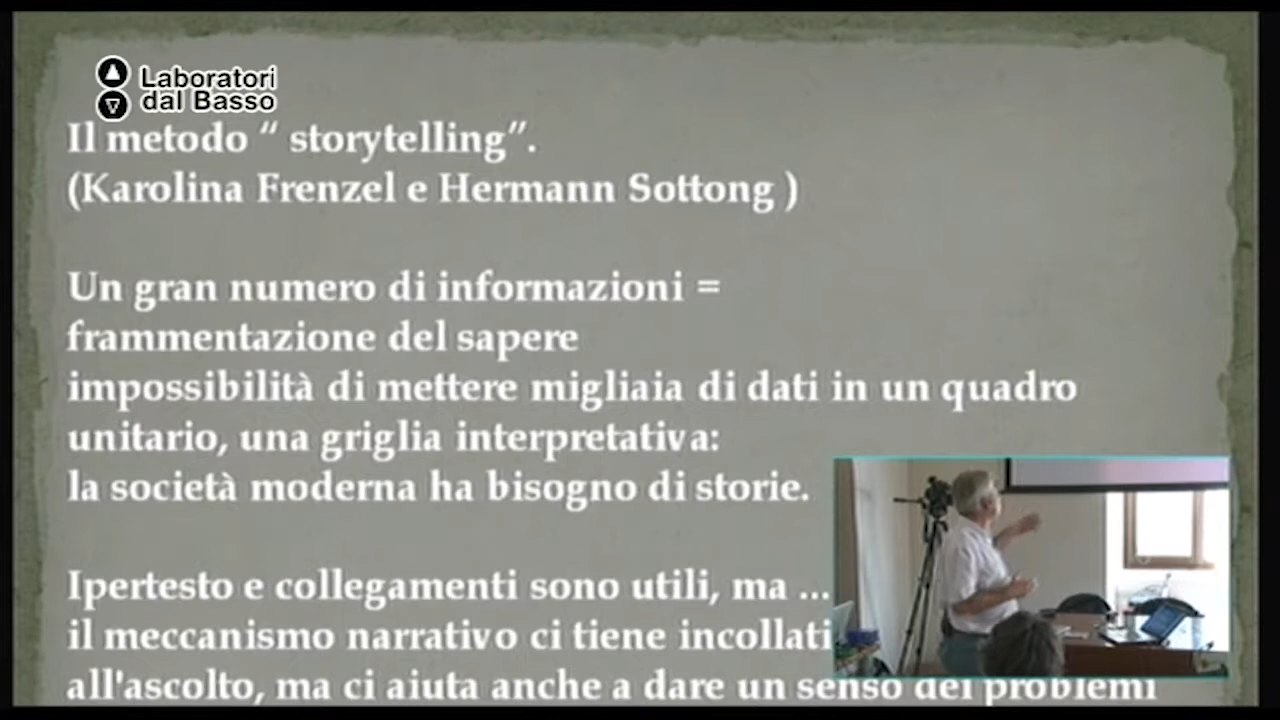 Laboratori
dal Basso
Il metodo “ storytelling”.
(Karolina Frenzel e Hermann Sottong )
Un gran numero di informazioni =
frammentazione del sapere
impossibilità di mettere migliaia di dati in un quadro
unitario, una griglia interpretativa:
la società moderna ha bisogno di storie.
Ipertesto e collegamenti sono utili, ma ...
il meccanismo narrativo ci tiene incollati
all'ascolto, ma ci aiuta anche a dare un senso dei problemi